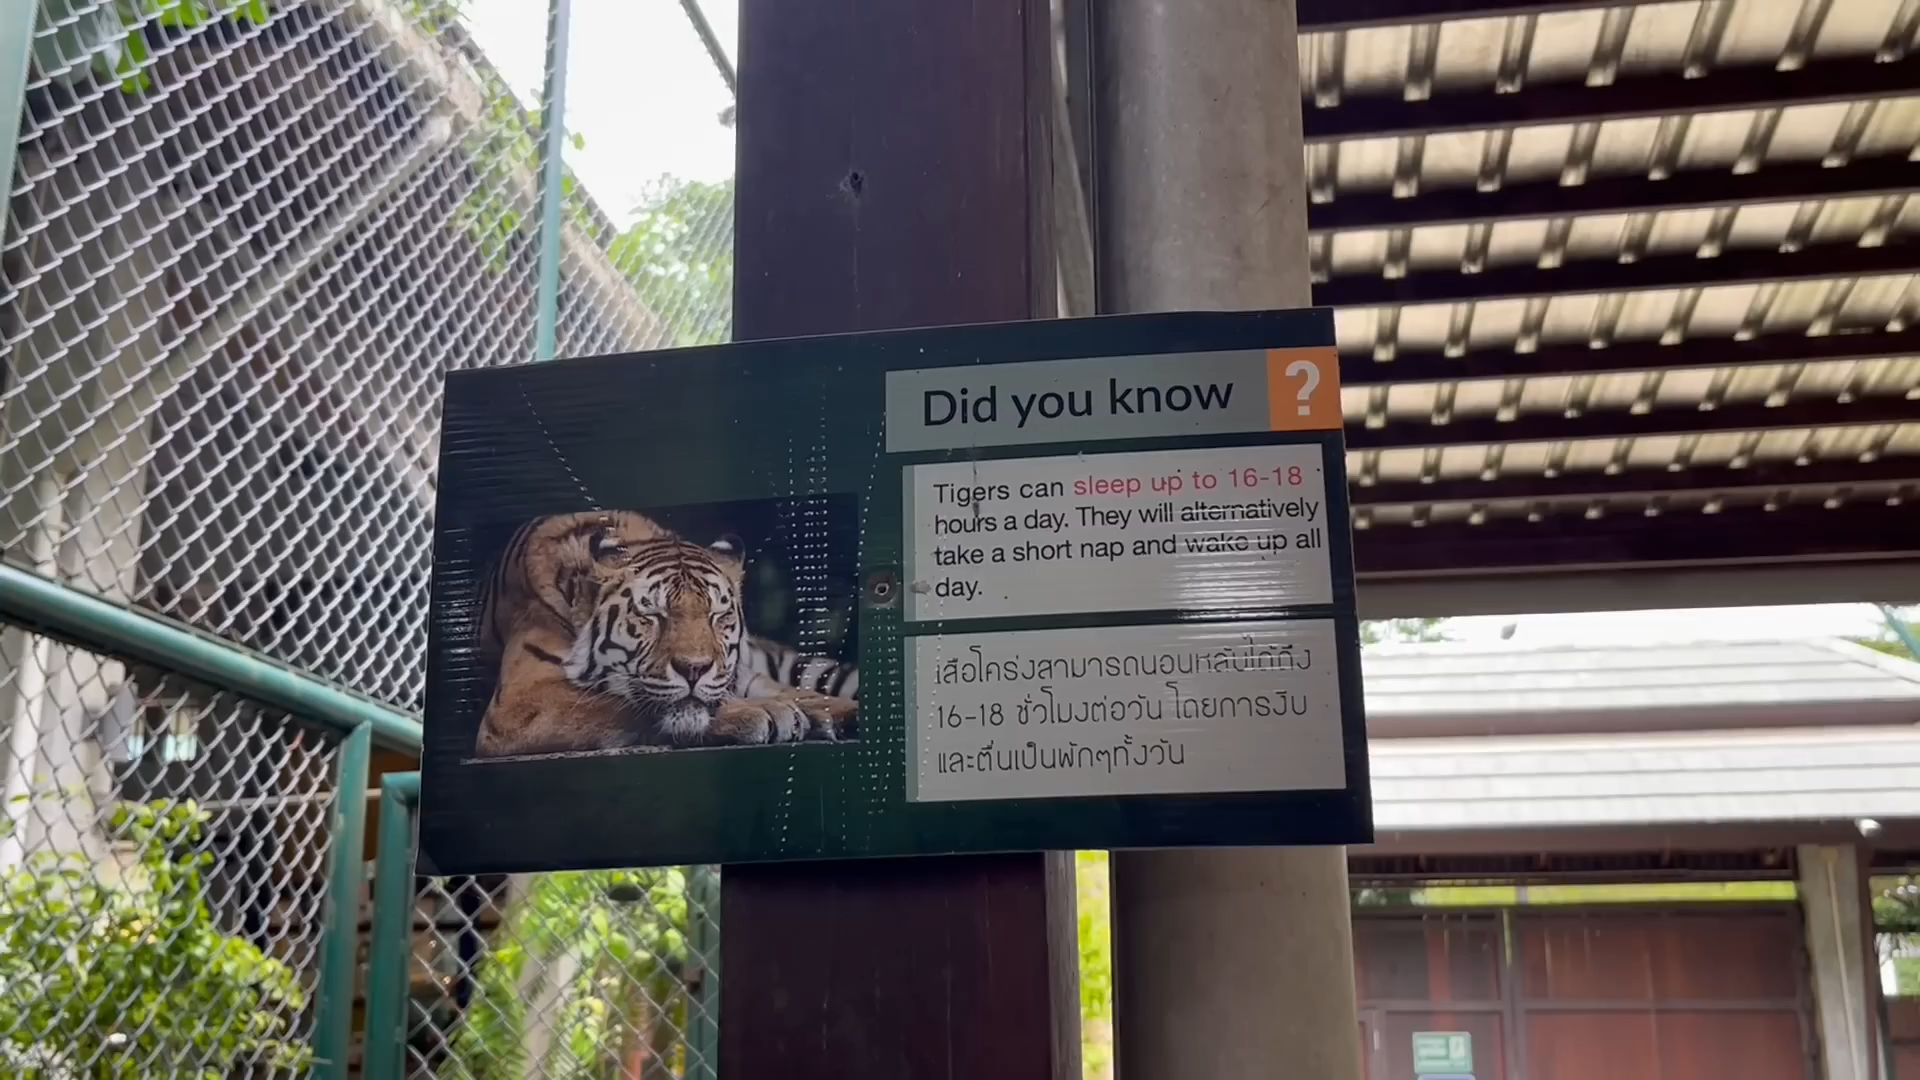 Did you know ?
Tigers can sleep up to 16-18
hours a day. They will alternatively
take a short nap and wake up all
day.
เสือโคร่งสามารถนอนหลับได้ถึง
16-18 ชั่วโมงต่อวัน โดยการงีบ
และตื่นเป็นพักๆทั้งวัน